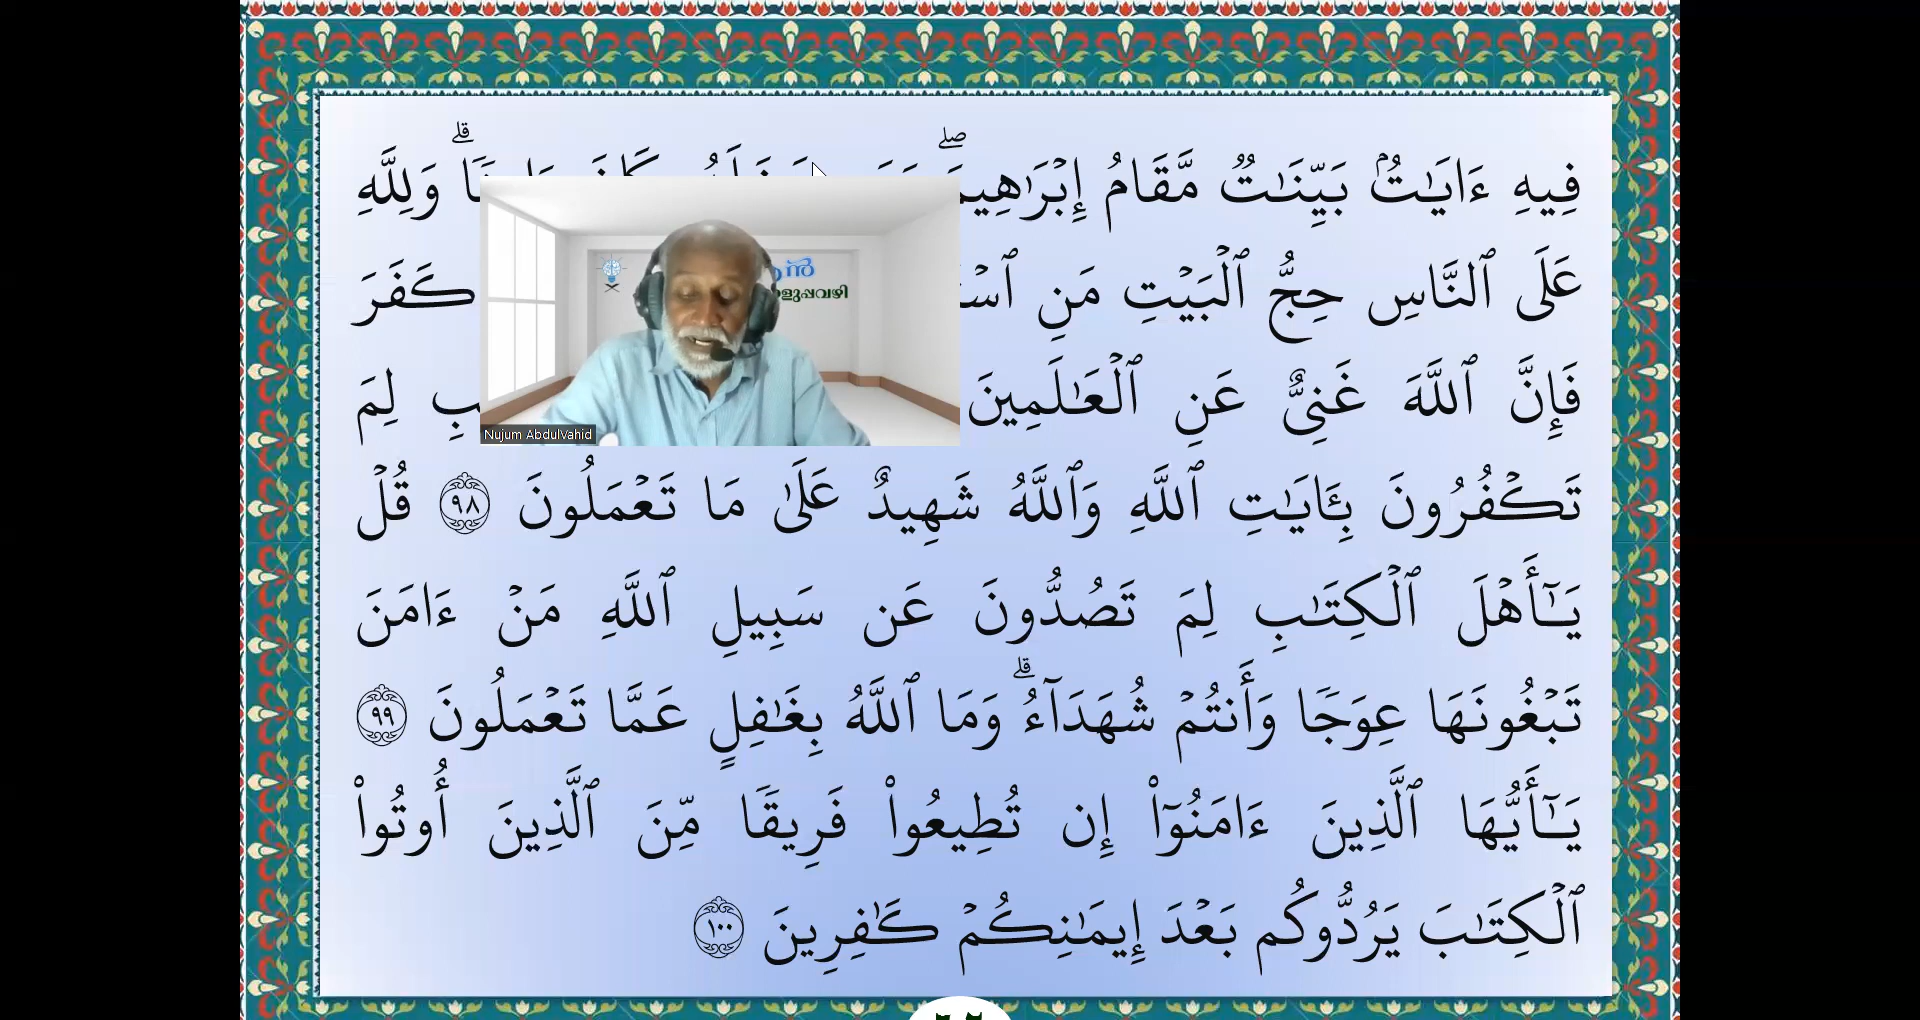 فِيهِ ءَايَٰتُۢ بَيِّنَٰتٞ مَّقَامُ إِبۡرَٰهِيمَۖ وَلِلَّهِ
عَلَى ٱلنَّاسِ حِجُّ ٱلۡبَيۡتِ مَنِ كَفَرَ
فَإِنَّ ٱللَّهَ غَنِيٌّ عَنِ ٱلۡعَٰلَمِينَ لِمَ
تَكۡفُرُونَ بِـَٔايَٰتِ ٱللَّهِ وَٱللَّهُ شَهِيدٌ عَلَىٰ مَا تَعۡمَلُونَ ٩٨ قُلۡ
يَٰٓأَهۡلَ ٱلۡكِتَٰبِ لِمَ تَصُدُّونَ عَن سَبِيلِ ٱللَّهِ مَنۡ ءَامَنَ
تَبۡغُونَهَا عِوَجٗا وَأَنتُمۡ شُهَدَآءُۗ وَمَا ٱللَّهُ بِغَٰفِلٍ عَمَّا تَعۡمَلُونَ ٩٩
يَٰٓأَيُّهَا ٱلَّذِينَ ءَامَنُوٓاْ إِن تُطِيعُواْ فَرِيقٗا مِّنَ ٱلَّذِينَ أُوتُواْ
ٱلۡكِتَٰبَ يَرُدُّوكُم بَعۡدَ إِيمَٰنِكُمۡ كَٰفِرِينَ ١٠٠
Nujum AbdulVahid